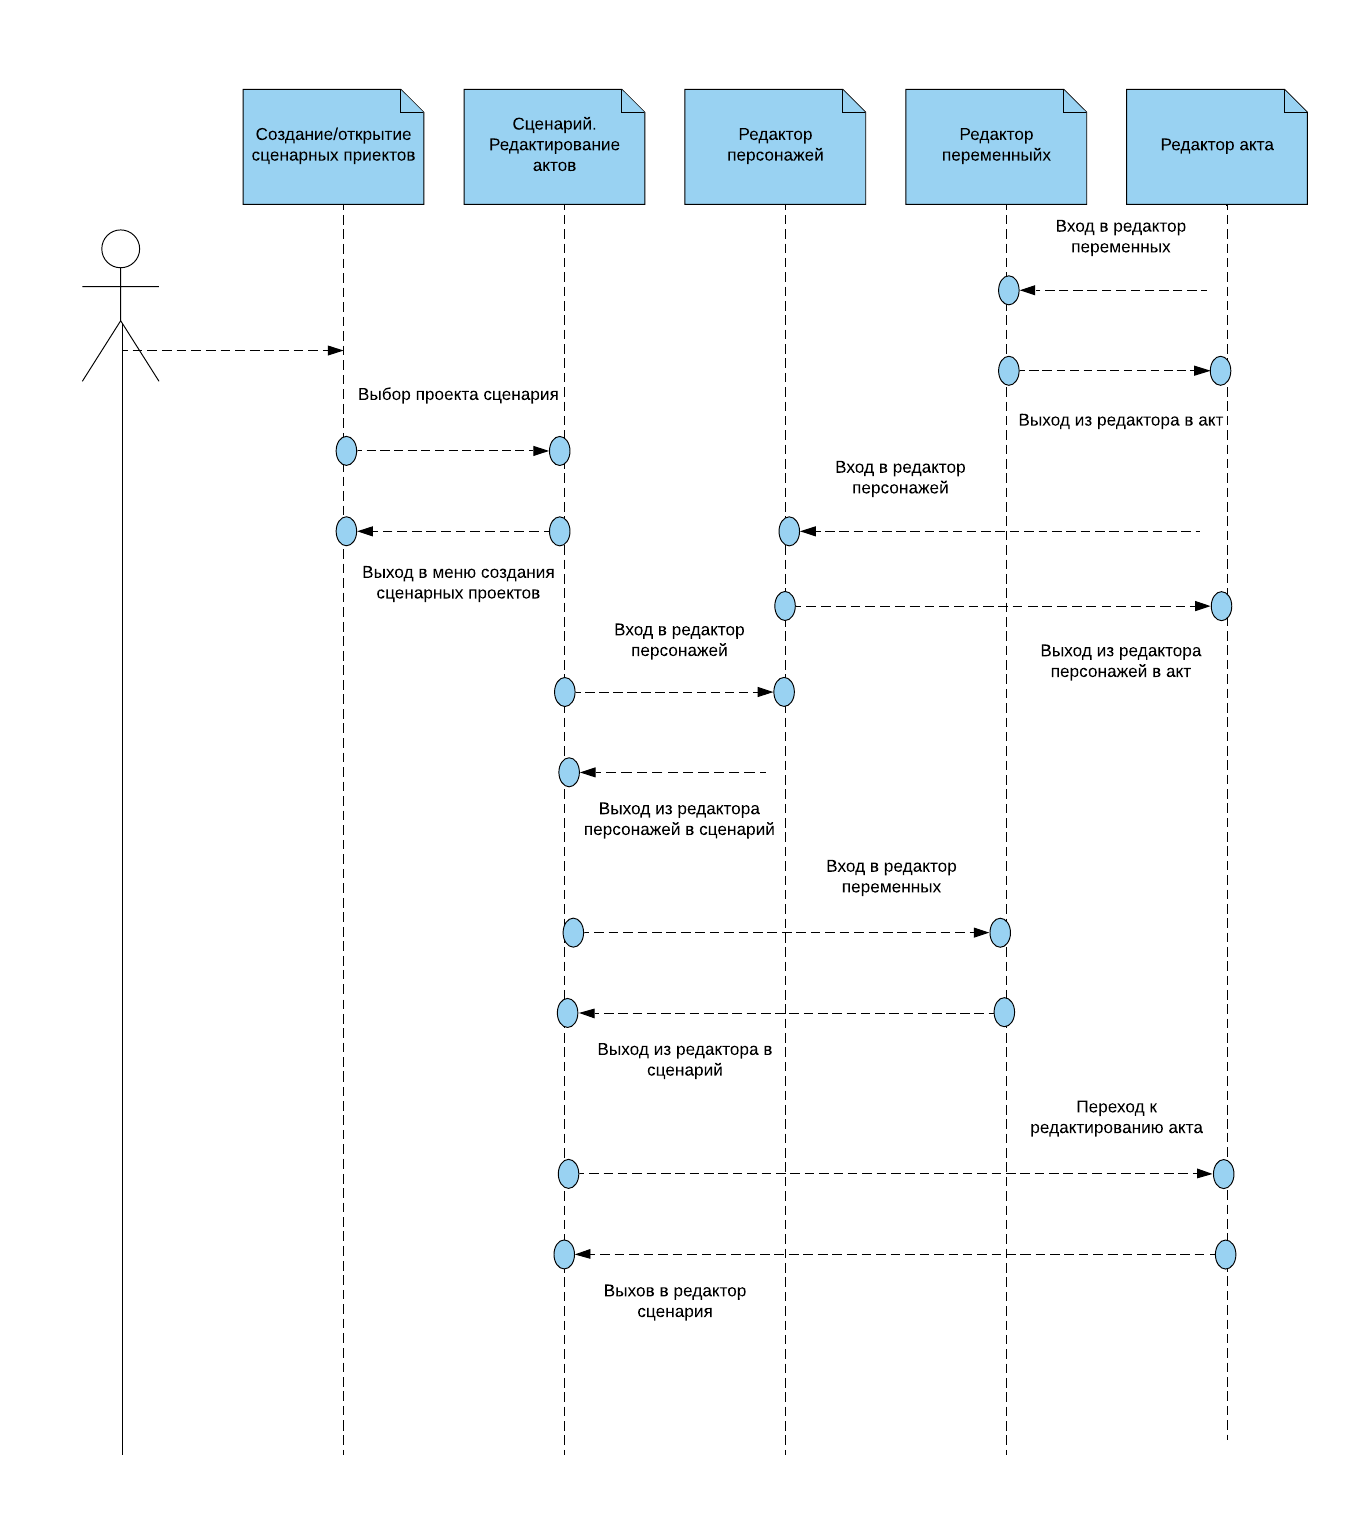 Создание/открытие
сценарных приектов
Сценарий.
Редактирование
актов
Редактор
персонажей
Редактор
переменныйх
Редактор акта
Вход в редактор
переменных
Выбор проекта сценария
Выход из редактора в акт
Вход в редактор
персонажей
Выход в меню создания
сценарных проектов
Вход в редактор
персонажей
Выход из редактора
персонажей в акт
Выход из редактора
персонажей в сценарий
Вход в редактор
переменных
Выход из редактора в
сценарий
Переход к
редактированию акта
Выхов в редактор
сценария